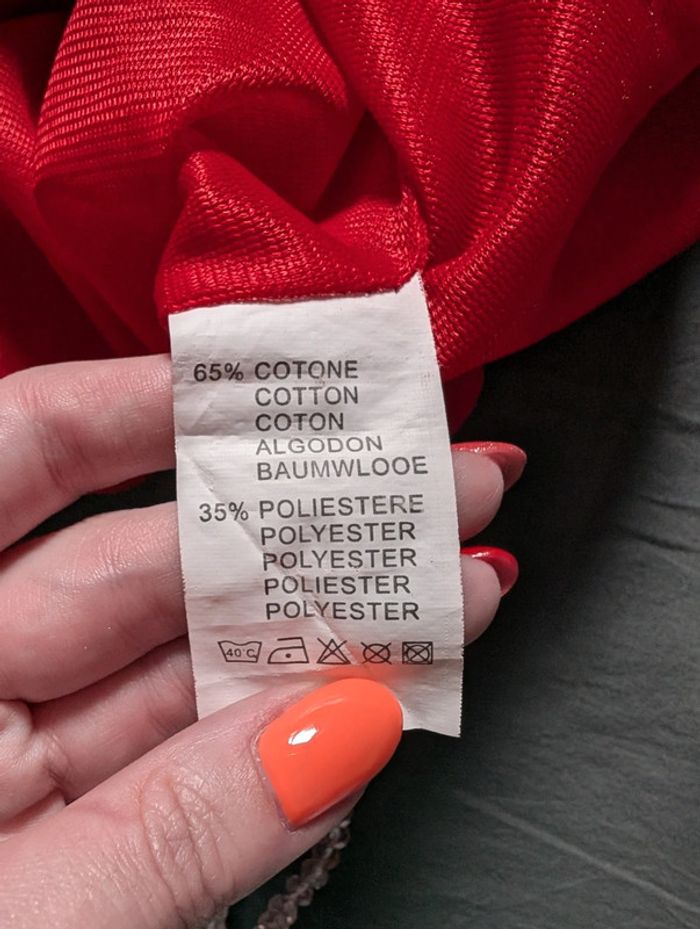 65% COTONE
COTTON
COTON
ALGODON
BAUMWLOOE
35% POLIESTERE
POLYESTER
POLYESTER
POLIESTER
POLYESTER
40°C